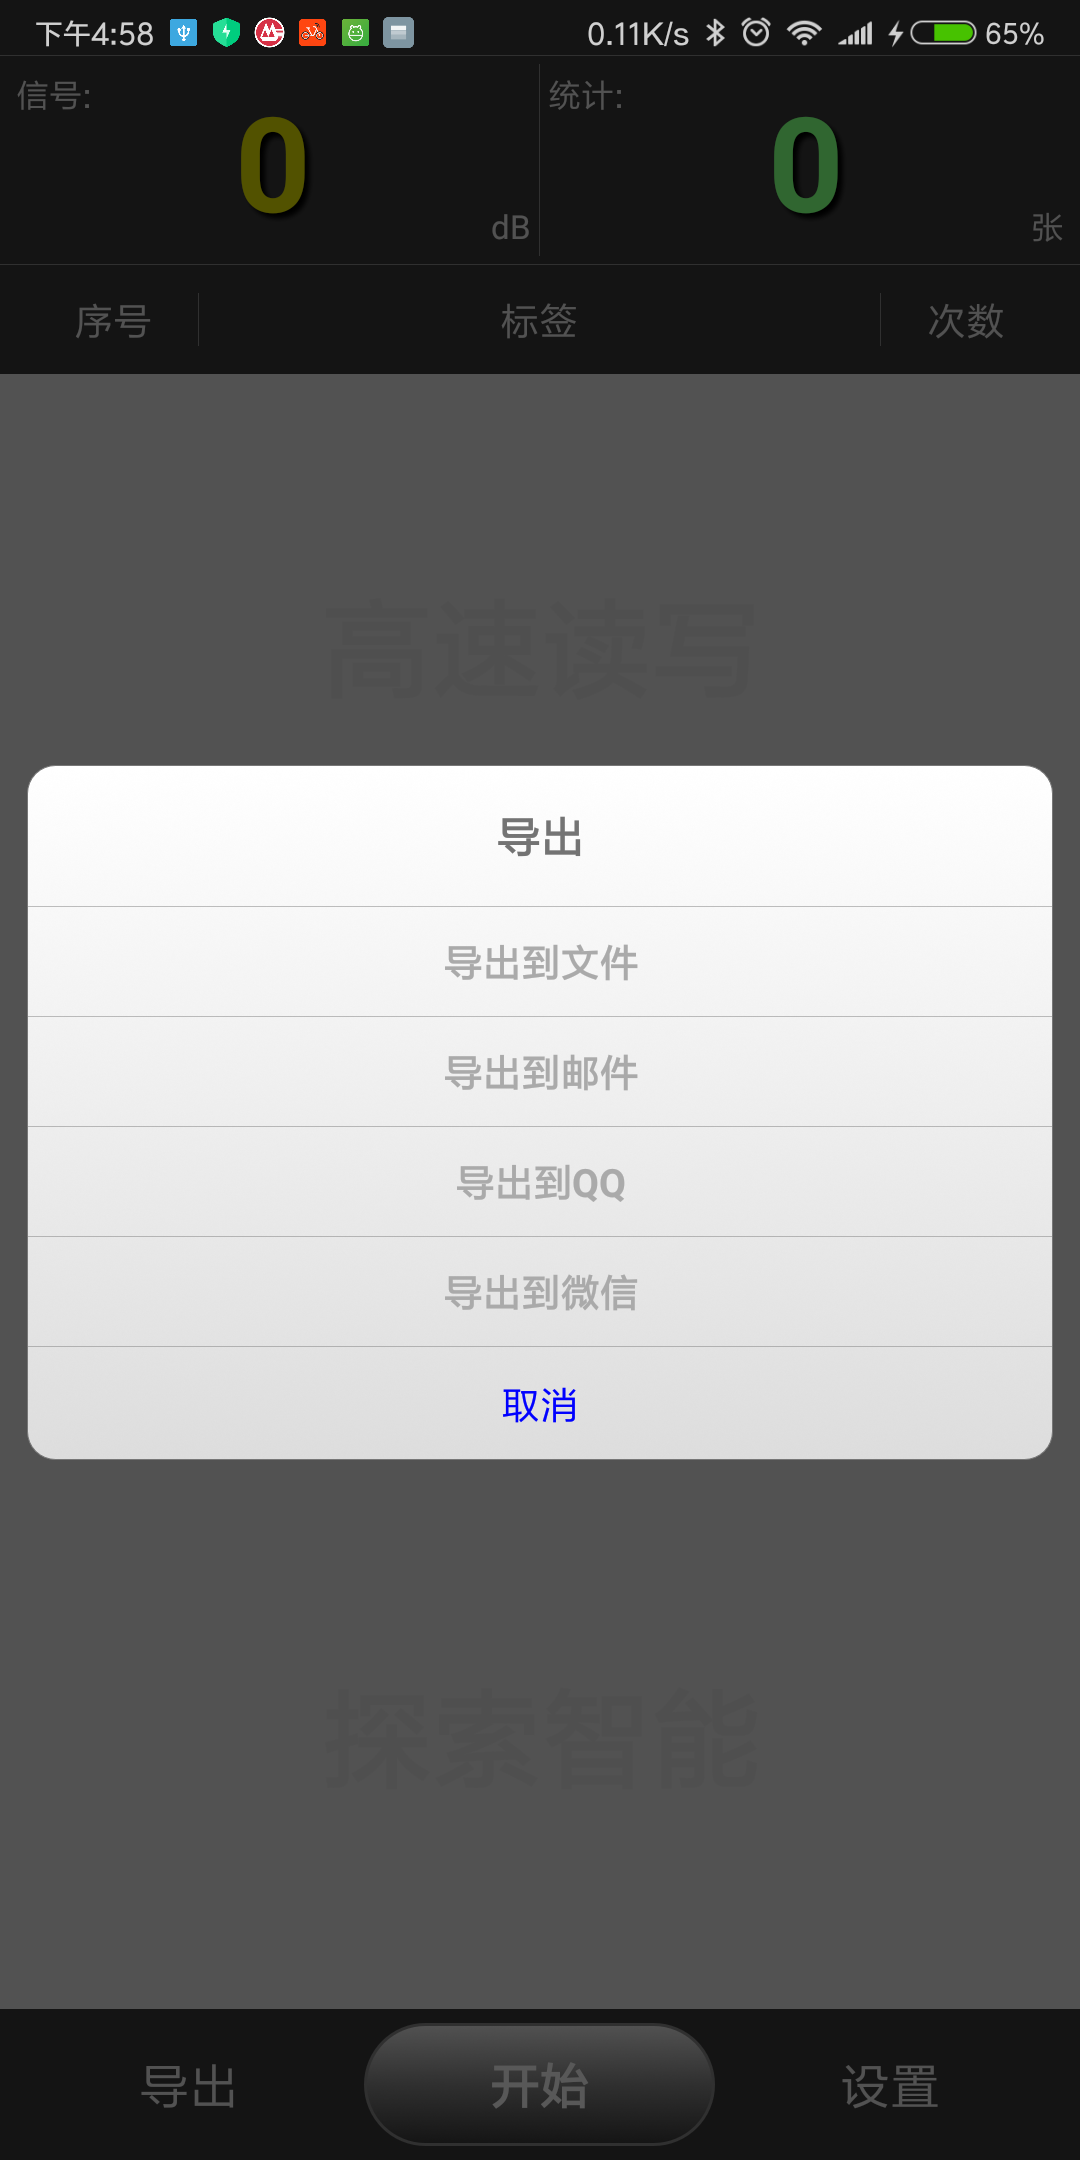 下午4:58 0.11K/s 65%
信号: 统计:
0 0
dB 张
序号 标签 次数
高速读写
导出
导出到文件
导出到邮件
导出到QQ
导出到微信
取消
探索智能
导出 开始 设置